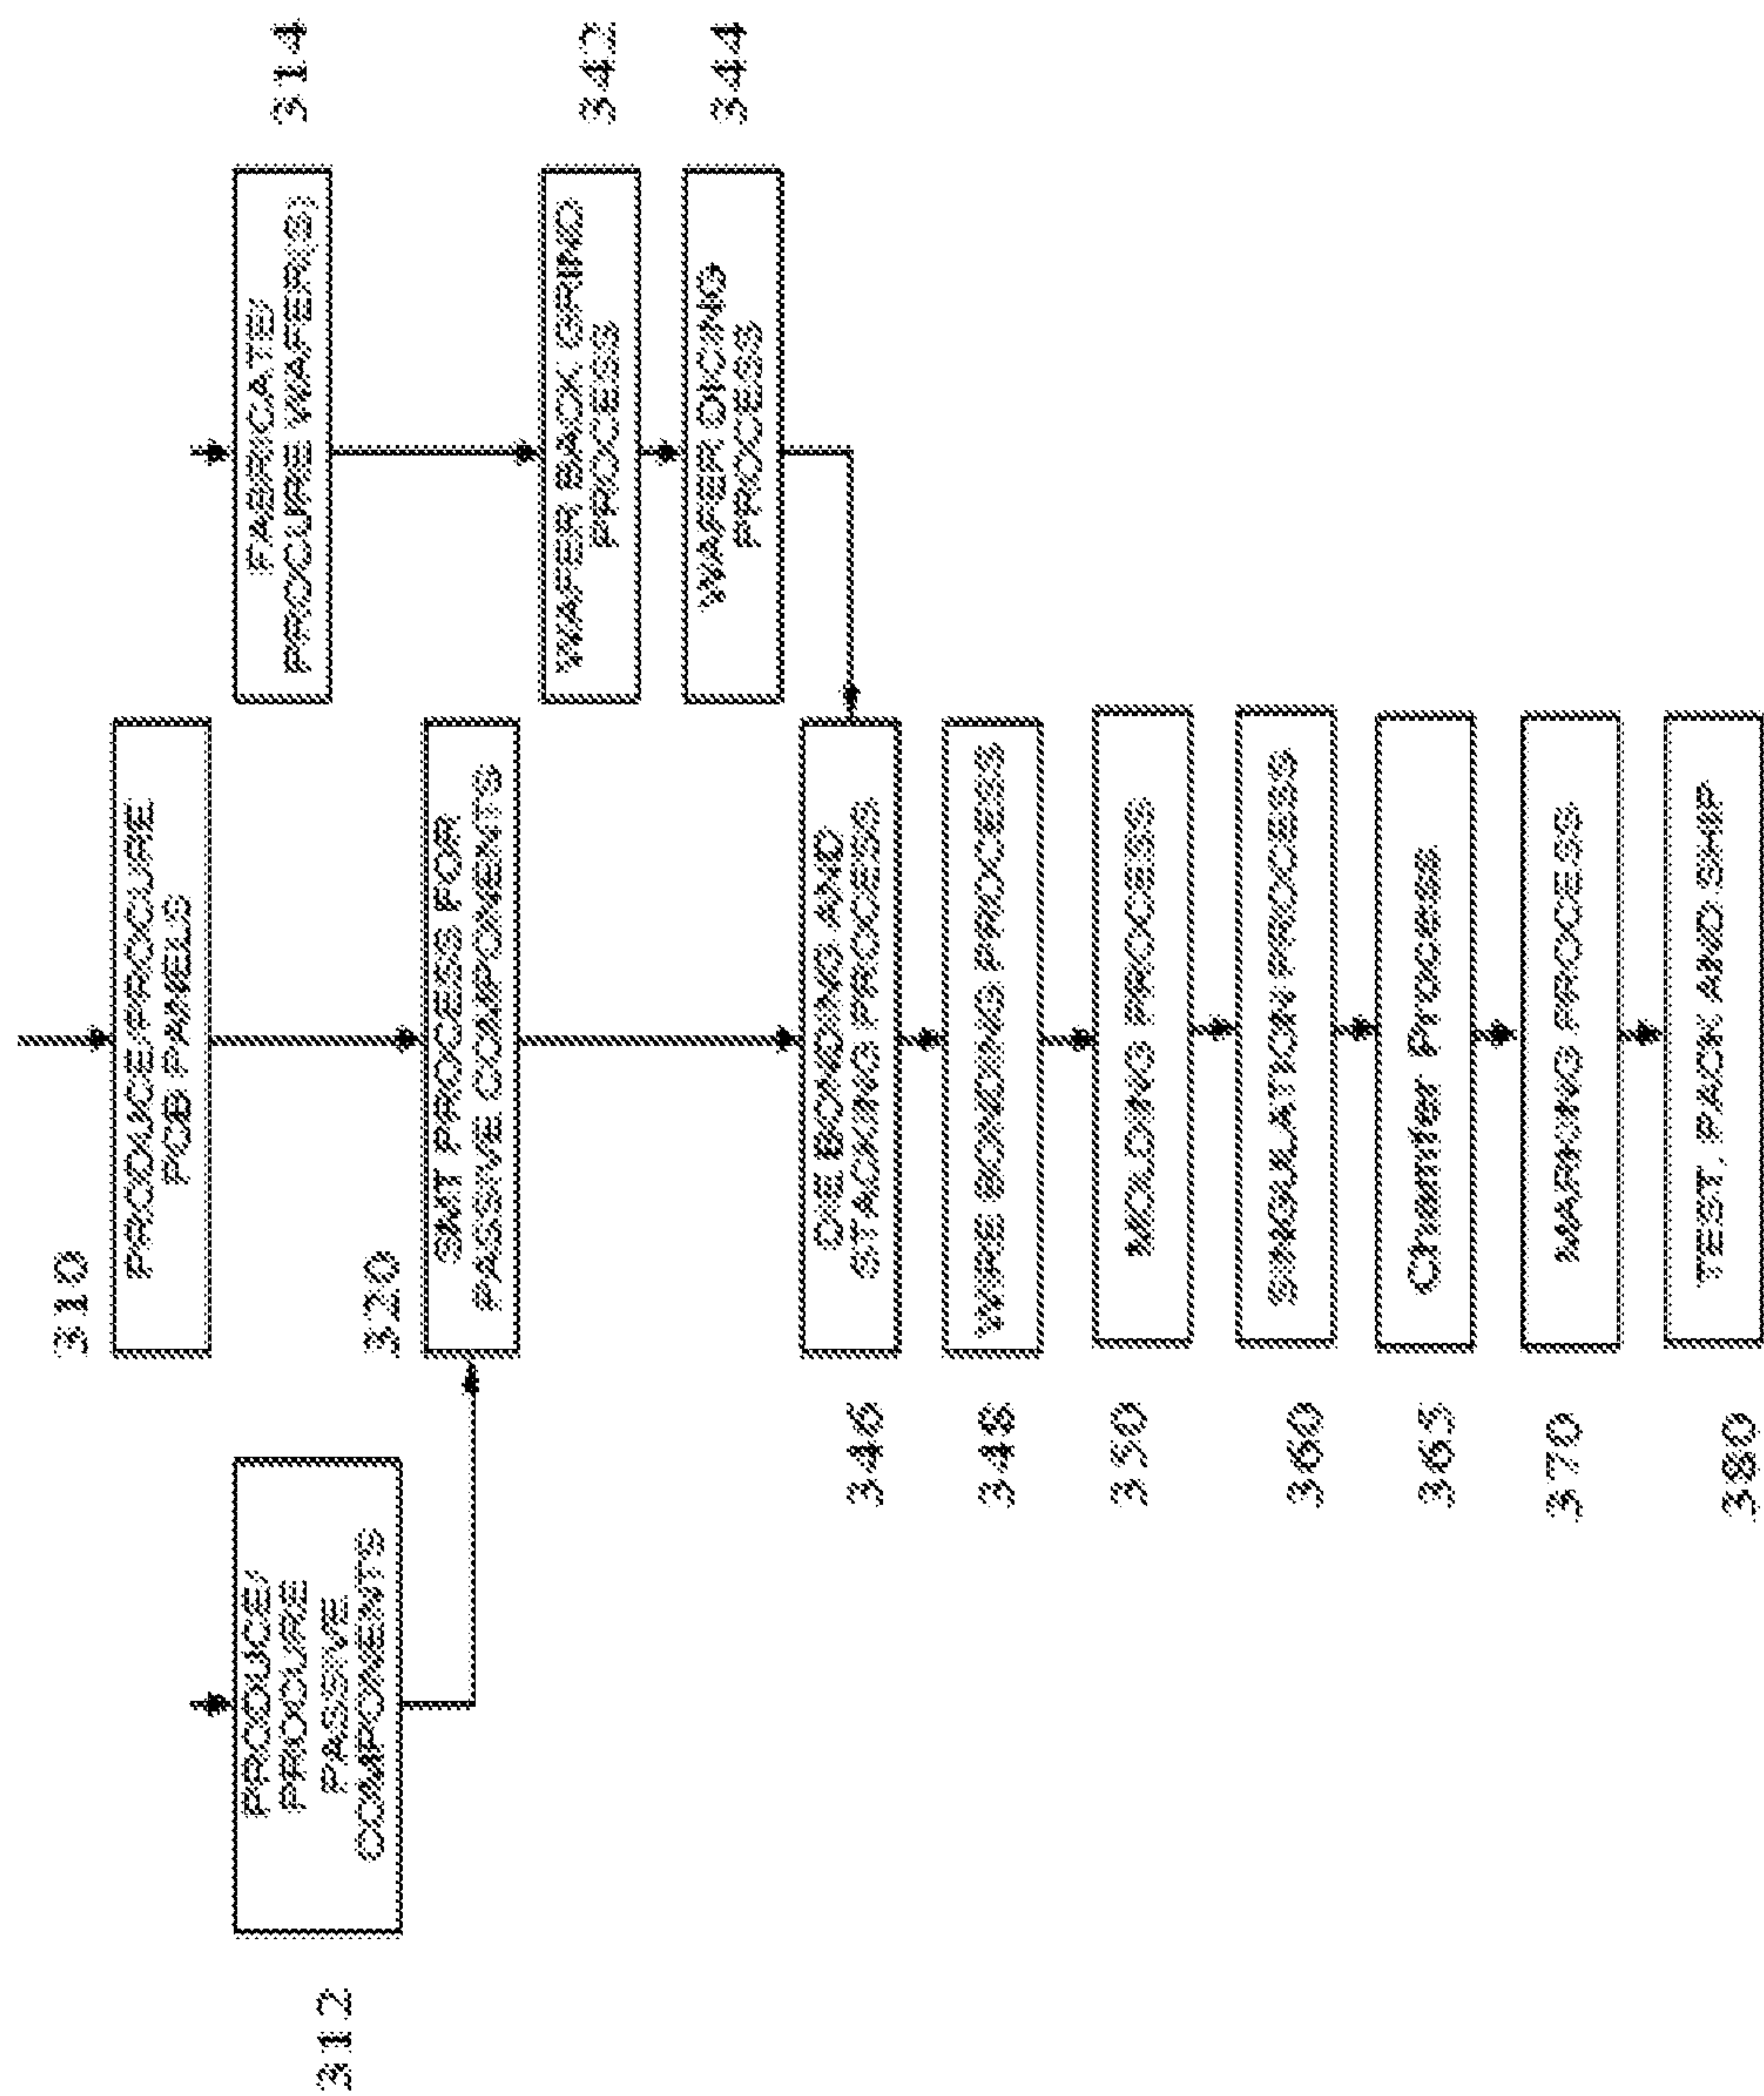 310
PRODUCE/PROCURE
PCB PANELS
312
PRODUCE/
PROCURE
PASSIVE
COMPONENTS
FABRICATE/
PROCURE WAFER(S)
314
320
SMT PROCESS FOR
PASSIVE COMPONENTS
WAFER BACK GRIND
PROCESS
342
WAFER DICING
PROCESS
344
346
DIE BONDING AND
STACKING PROCESS
348
WIRE BONDING PROCESS
350
MOLDING PROCESS
360
SINGULATION PROCESS
365
Chamfer Process
370
MARKING PROCESS
380
TEST, PACK AND SHIP